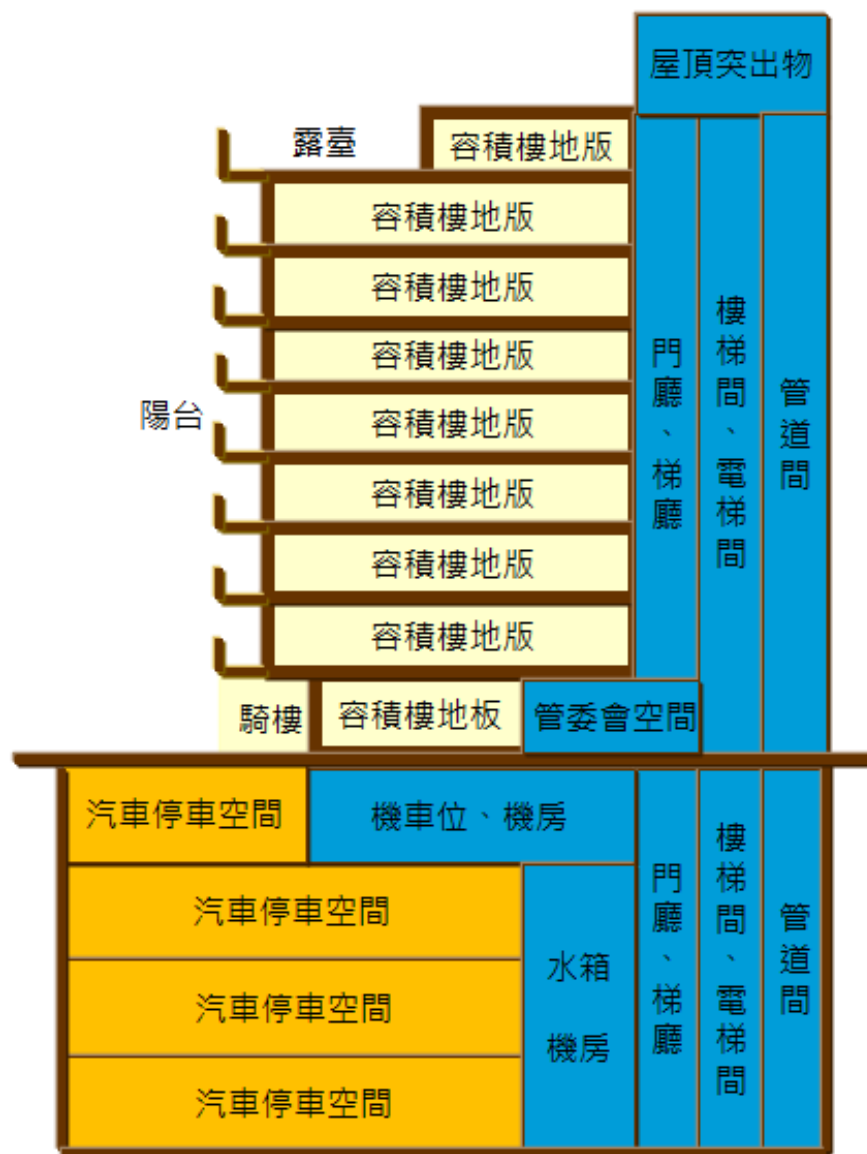 屋頂突出物
露臺
容積樓地版
容積樓地版
容積樓地版
容積樓地版
陽台
容積樓地版
容積樓地版
容積樓地版
容積樓地版
門廳、梯廳
樓梯間、電梯間
管道間
騎樓
容積樓地板
管委會空間
汽車停車空間
機車位、機房
汽車停車空間
汽車停車空間
汽車停車空間
水箱
機房
門廳、梯廳
樓梯間、電梯間
管道間